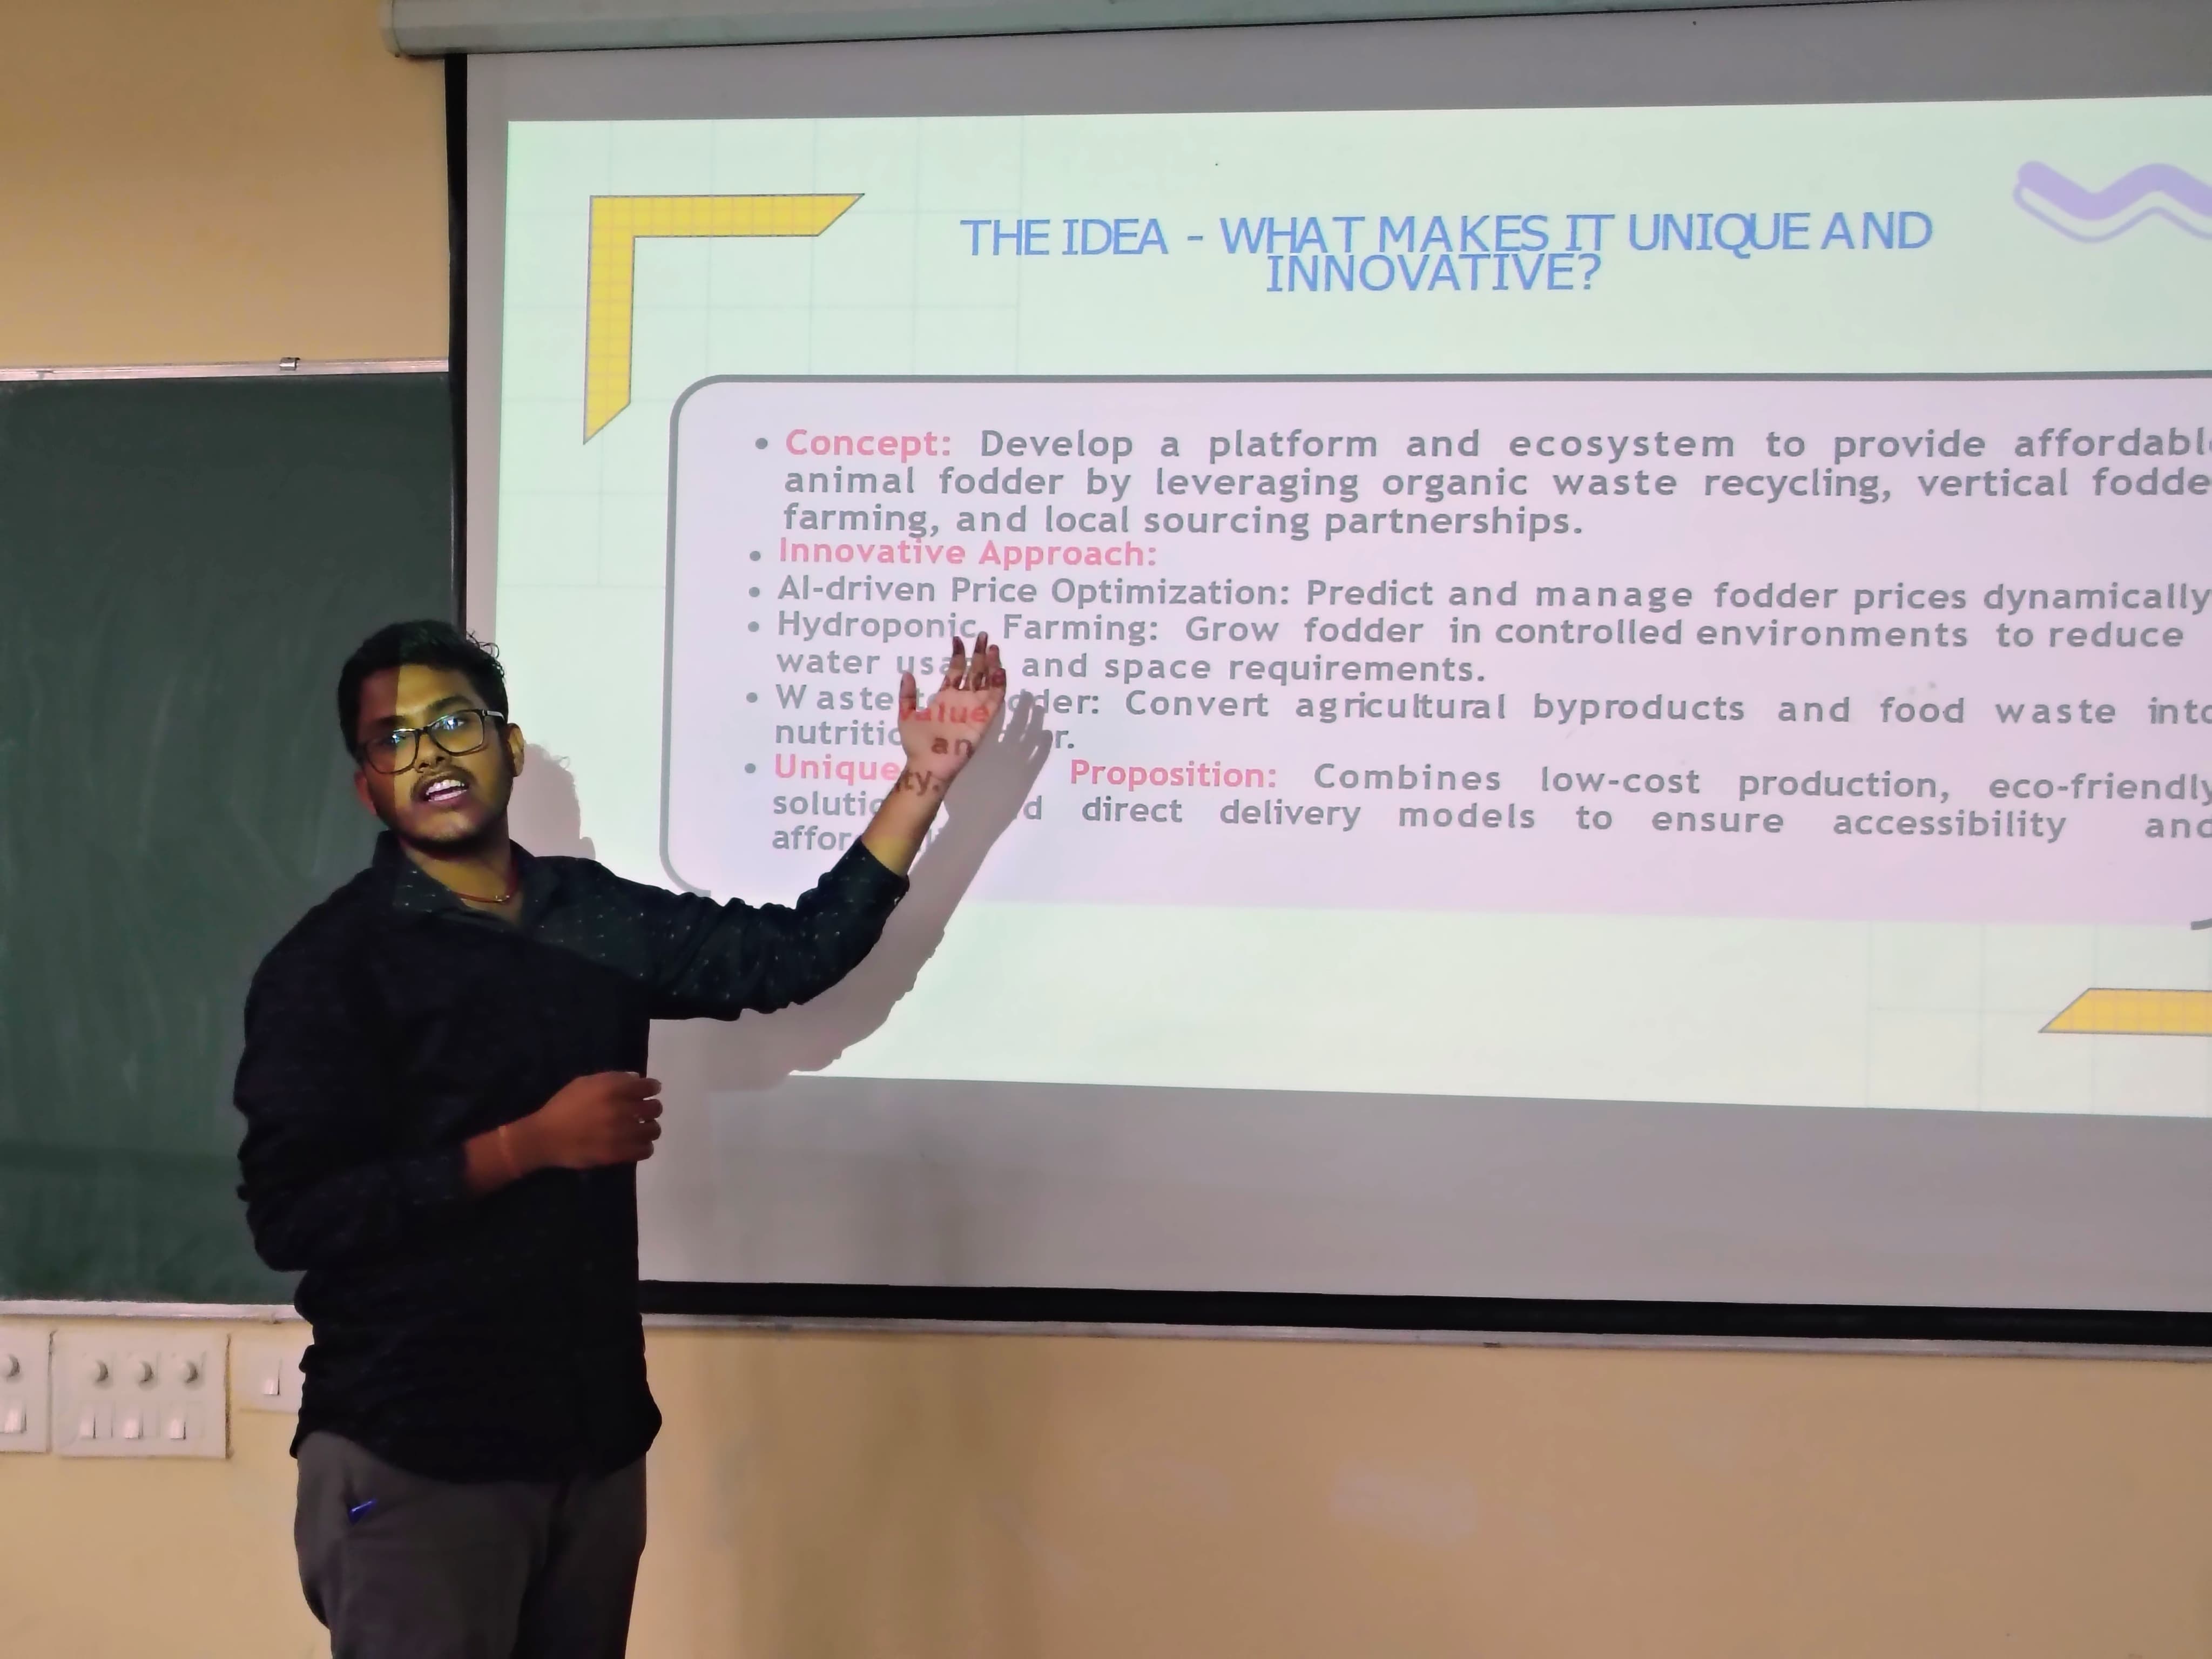 THE IDEA - WHAT MAKES IT UNIQUE AND
INNOVATIVE?
• Concept: Develop a platform and ecosystem to provide
animal fodder by leveraging organic waste recycling, vertical
farming, and local sourcing partnerships.
• Innovative Approach:
• AI-driven Price Optimization: Predict and manage fodder prices dynamically
• Hydroponic Farming: Grow fodder in controlled environments to reduce
water and space requirements.
• Waste Convert agricultural byproducts and food waste into
• Unique value Proposition: Combines low-cost production, eco-friendly
direct delivery models to ensure accessibility and